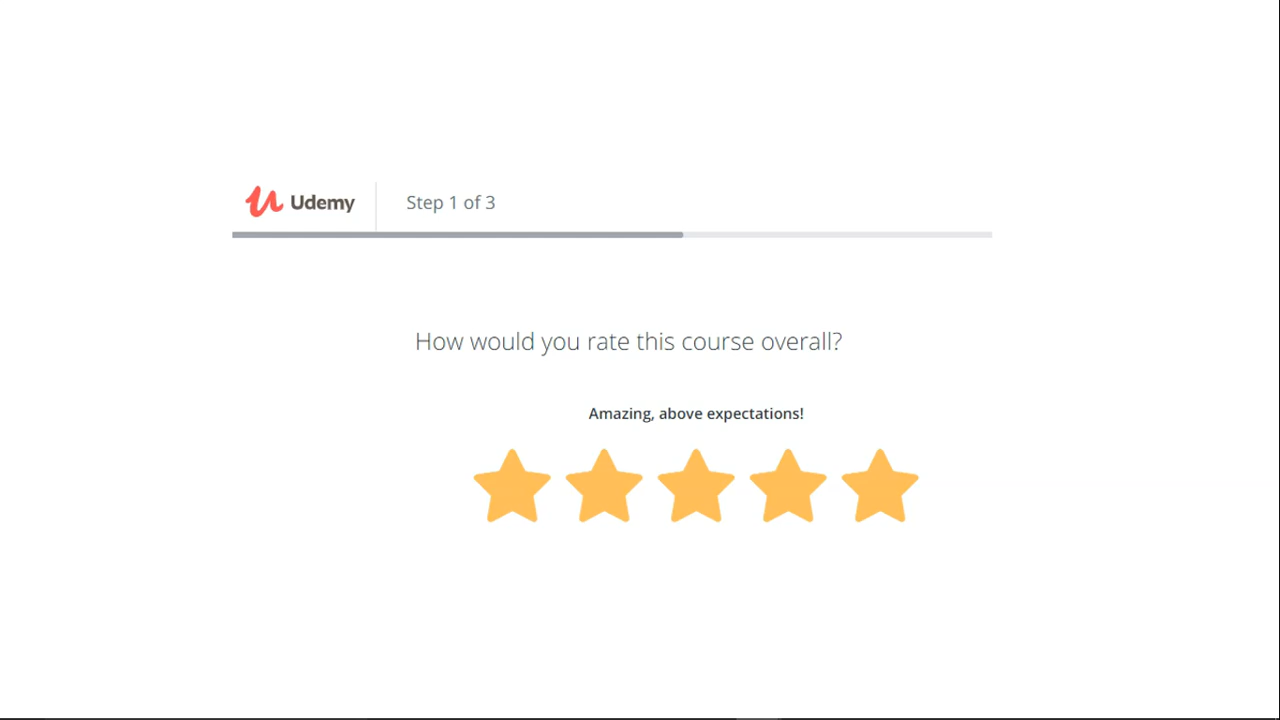 Udemy
Step 1 of 3
How would you rate this course overall?
Amazing, above expectations!